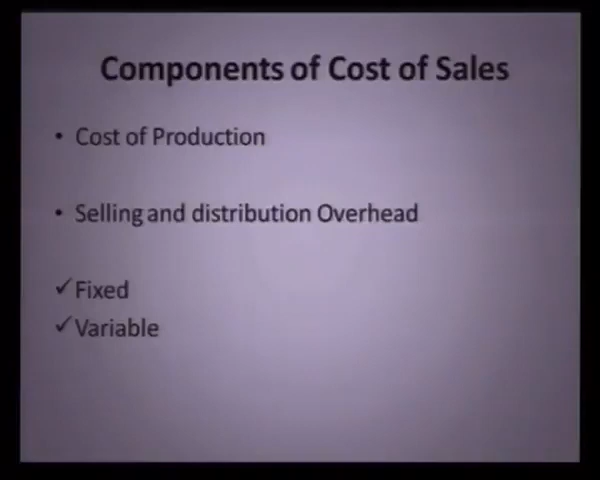 Components of Cost of Sales
• Cost of Production
• Selling and distribution Overhead
✓ Fixed
✓ Variable